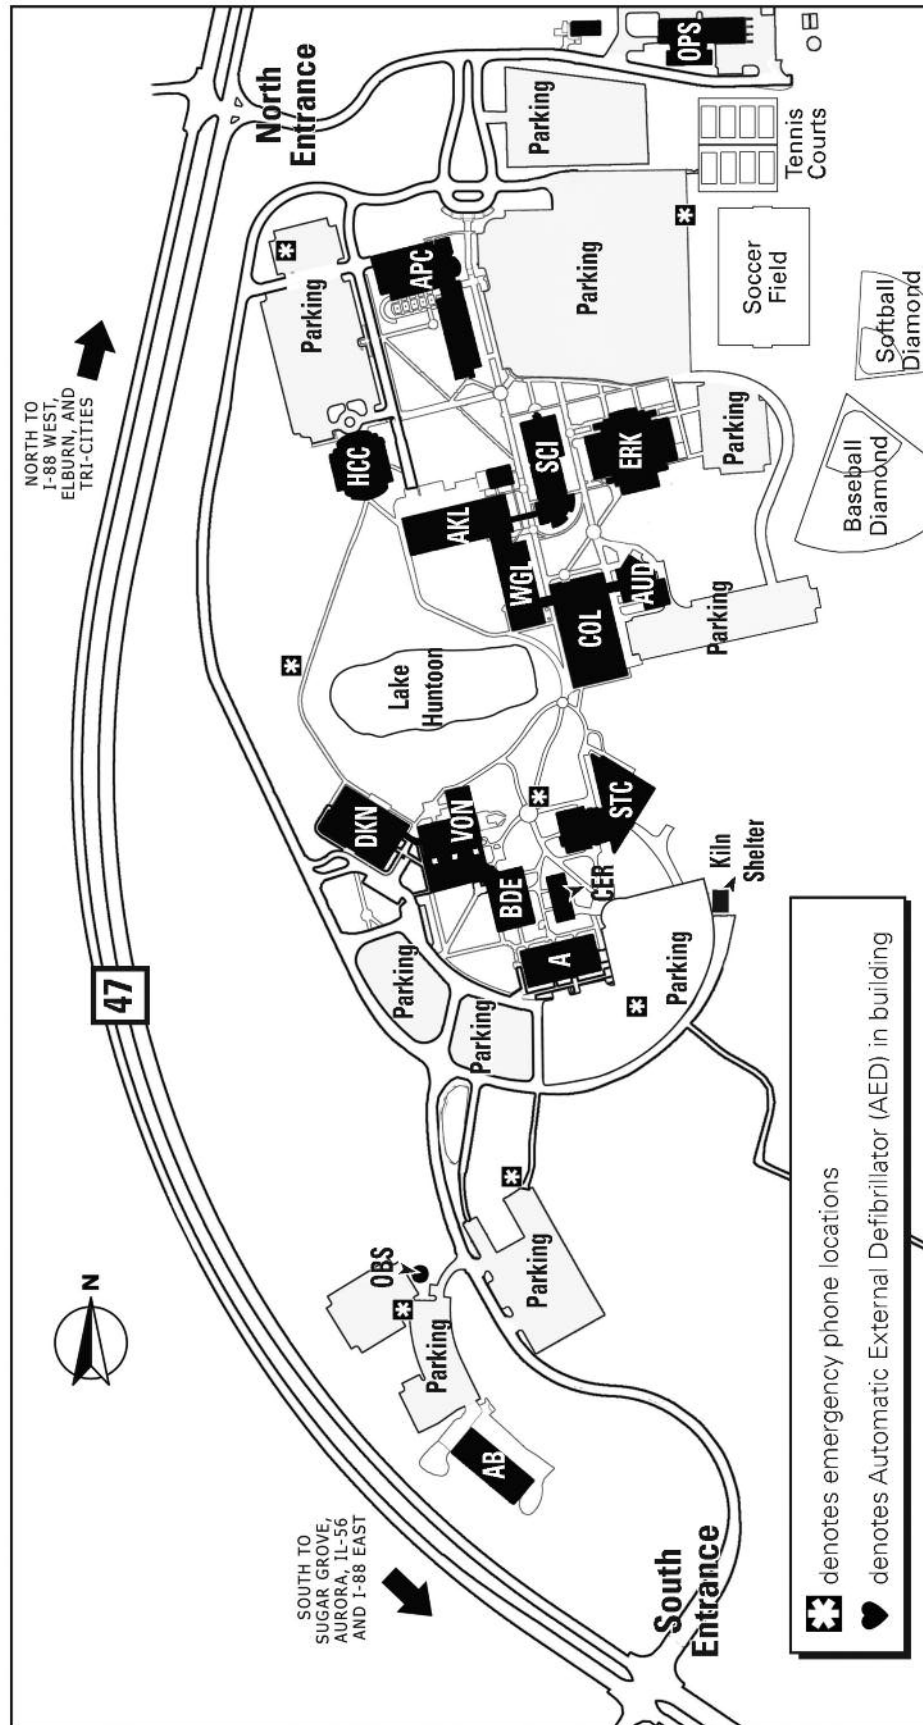 NORTH TO
I-88 WEST,
ELBURN, AND
TRI-CITIES
North
Entrance
OPS
Parking
Parking
APC
Parking
Tennis
Courts
Soccer
Field
Softball
Diamond
Baseball
Diamond
HCC
SCI
ERK
Parking
AKL
WGL
COL
AUD
Parking
Lake
Huntoon
DKN
VON
STC
BDE
CER
Kiln
Shelter
A
Parking
47
Parking
Parking
N
OBS
Parking
Parking
AB
SOUTH TO
SUGAR GROVE,
AURORA, IL-56
AND I-88 EAST
South
Entrance
denotes emergency phone locations
denotes Automatic External Defibrillator (AED) in building